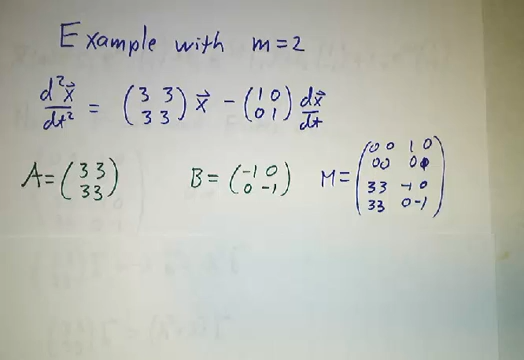 Example with m=2
d²x⃗/dt² = (3 3; 3 3) x⃗ - (1 0; 0 1) dx⃗/dt
A = (3 3; 3 3) B = (-1 0; 0 -1) M = (0 0 1 0; 0 0 0 ; 3 3 -1 0; 3 3 0 -1)